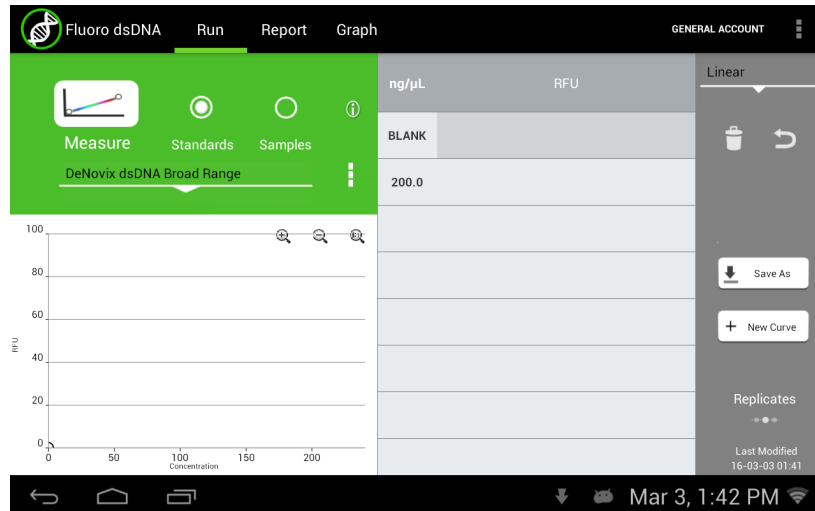 Fluoro dsDNA Run Report Graph GENERAL ACCOUNT
Measure Standards Samples
DeNovix dsDNA Broad Range
ng/µL RFU
BLANK
200.0
Linear
Save As
New Curve
Replicates
Last Modified
16-03-03 01:41
100
80
60
40
20
0
RFU
0 50 100 150 200
Concentration
Mar 3, 1:42 PM